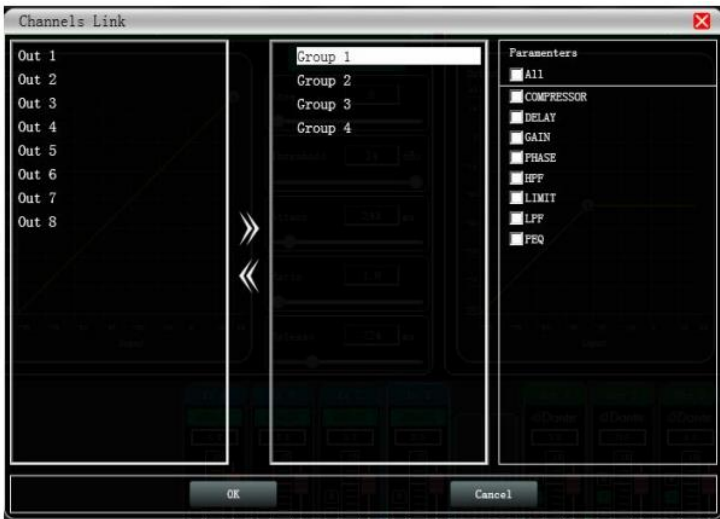 Channels Link
Out 1
Out 2
Out 3
Out 4
Out 5
Out 6
Out 7
Out 8
Group 1
Group 2
Group 3
Group 4
Paramenters
All
COMPRESSOR
DELAY
GAIN
PHASE
HPF
LIMIT
LPF
PEQ
OK
Cancel